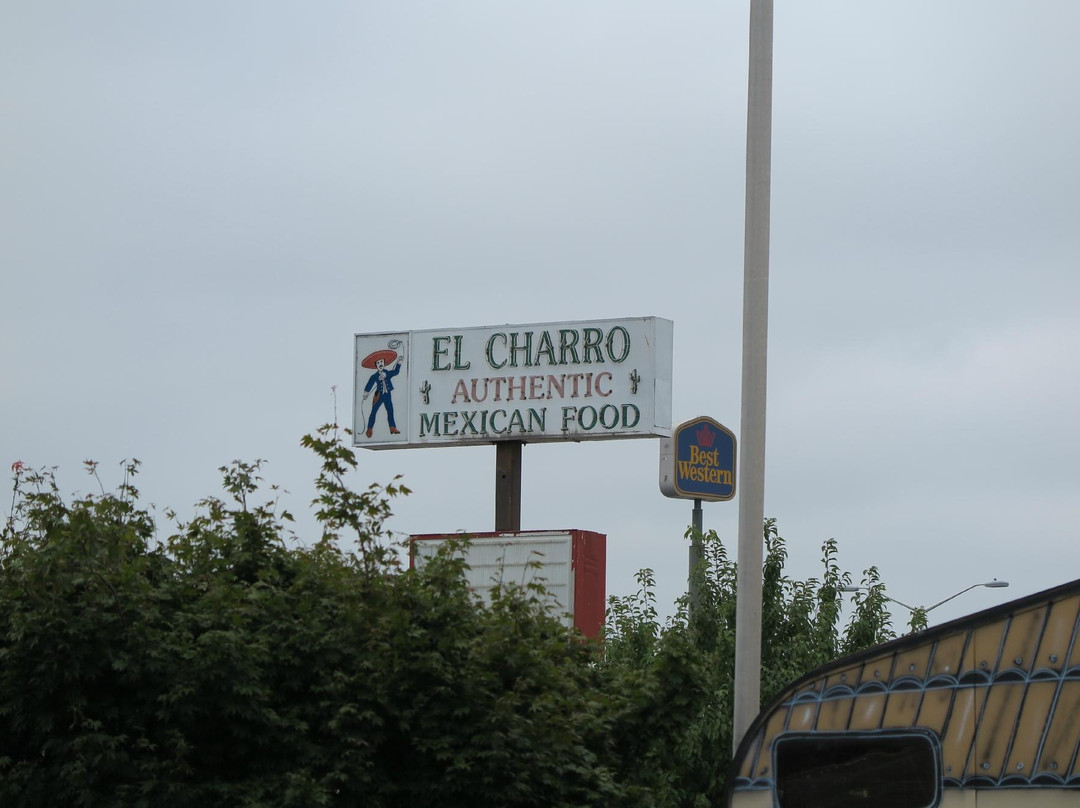 EL CHARRO
AUTHENTIC
MEXICAN FOOD
Best
Western